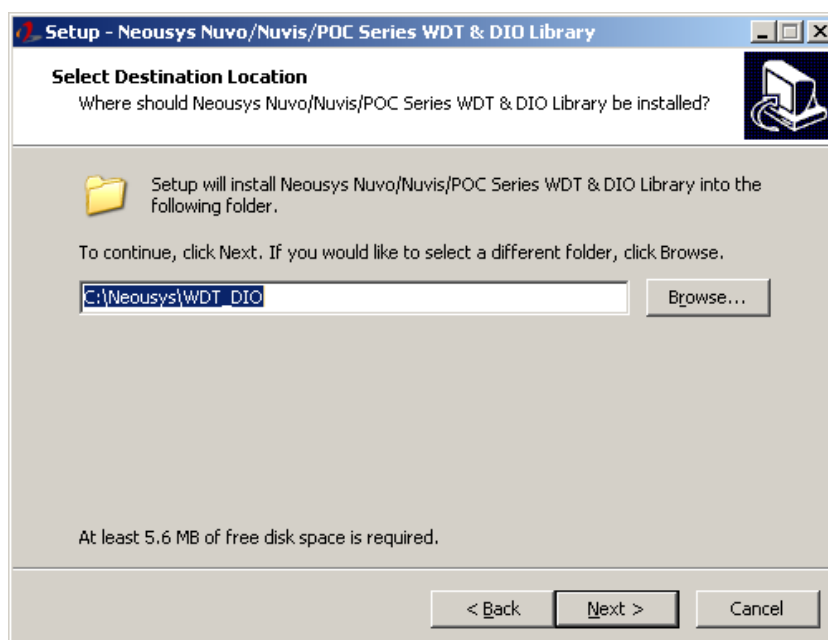 Setup - Neousys Nuvo/Nuvis/POC Series WDT & DIO Library
Select Destination Location
Where should Neousys Nuvo/Nuvis/POC Series WDT & DIO Library be installed?
Setup will install Neousys Nuvo/Nuvis/POC Series WDT & DIO Library into the
following folder.
To continue, click Next. If you would like to select a different folder, click Browse.
C:\Neousys\WDT_DIO
Browse...
At least 5.6 MB of free disk space is required.
< Back
Next >
Cancel